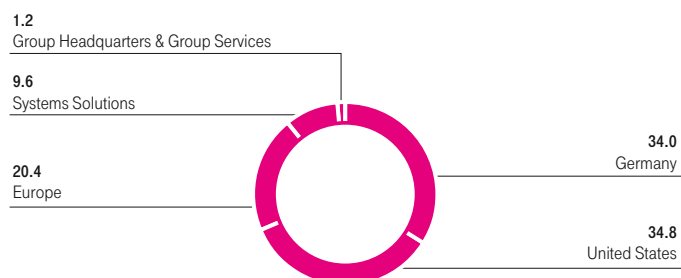 1.2
Group Headquarters & Group Services
9.6
Systems Solutions
20.4
Europe
34.0
Germany
34.8
United States